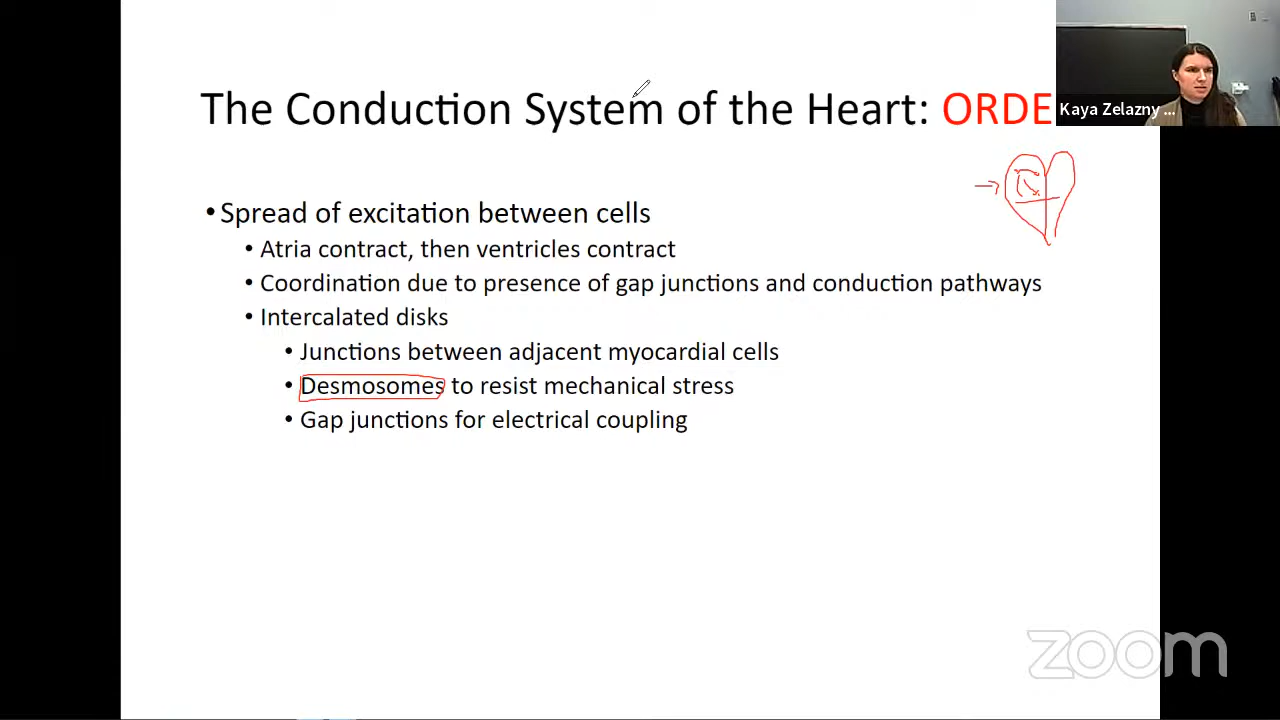 The Conduction System of the Heart: ORDE
Kaya Zelazny ...
• Spread of excitation between cells
• Atria contract, then ventricles contract
• Coordination due to presence of gap junctions and conduction pathways
• Intercalated disks
• Junctions between adjacent myocardial cells
• Desmosomes to resist mechanical stress
• Gap junctions for electrical coupling
zoom